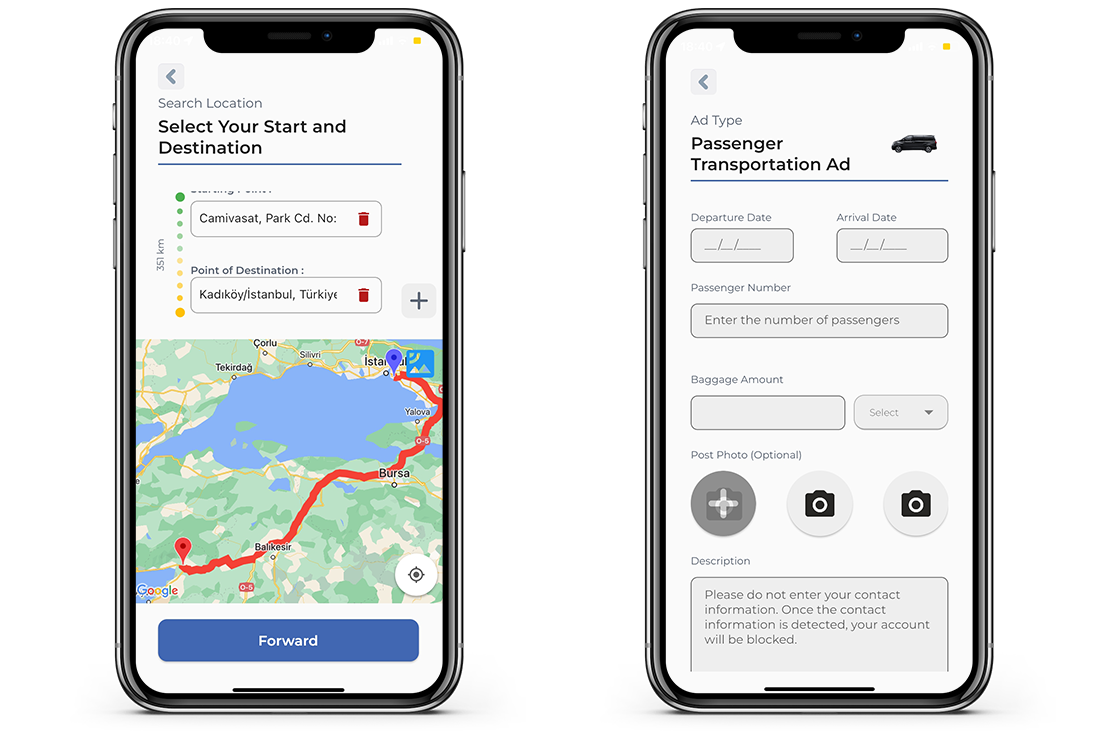 Search Location
Select Your Start and
Destination
Starting Point :
Camivasat, Park Cd. No:
351 km
Point of Destination :
Kadıköy/İstanbul, Türkiye
Çorlu
Silivri
O-7
İstanbul
Tekirdağ
Yalova
O-5
Bursa
Balıkesir
O-5
Google
Forward
Ad Type
Passenger
Transportation Ad
Departure Date
Arrival Date
__/__/____
__/__/____
Passenger Number
Enter the number of passengers
Baggage Amount
Select
Post Photo (Optional)
Description
Please do not enter your contact
information. Once the contact
information is detected, your account
will be blocked.